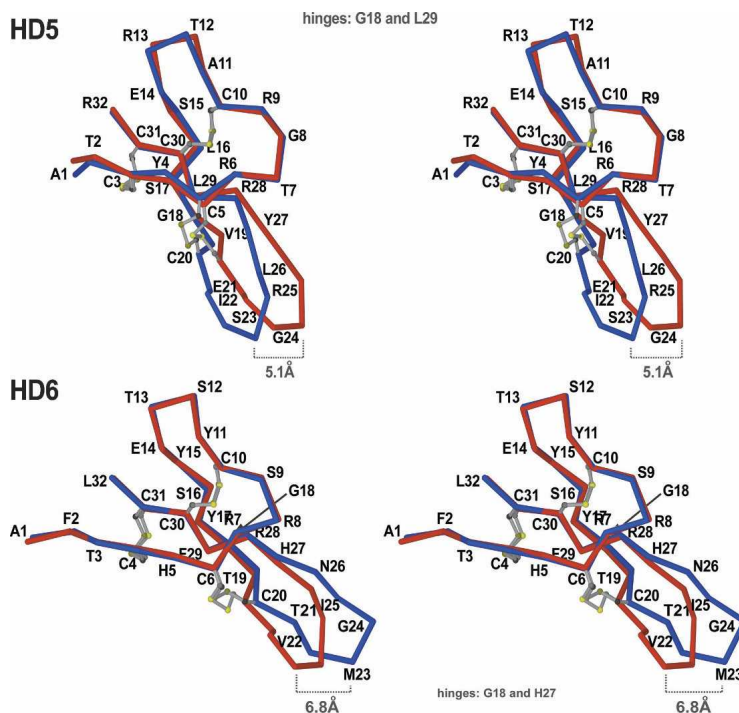 HD5
hinges: G18 and L29
T12
R13
A11
E14
C10
S15
R9
R32
C31
C30
G8
T2
L16
Y4
R6
A1
C3
S17
L29
R28
T7
G18
C5
Y27
V19
C20
L26
E21
I22
R25
S23
G24
5.1Å
T12
R13
A11
E14
C10
S15
R9
R32
C31
C30
G8
T2
L16
Y4
R6
A1
C3
S17
L29
R28
T7
G18
C5
Y27
V19
C20
L26
E21
I22
R25
S23
G24
5.1Å
HD6
S12
T13
Y11
E14
Y15
C10
S9
L32
S16
G18
C31
C30
Y17
R7
R8
A1
F2
R28
T3
E29
H27
C4
H5
C6
T19
N26
C20
I25
T21
G24
V22
M23
6.8Å
S12
T13
Y11
E14
Y15
C10
S9
L32
S16
G18
C31
C30
Y17
R7
R8
A1
F2
R28
T3
E29
H27
C4
H5
C6
T19
N26
C20
I25
T21
G24
V22
M23
6.8Å
hinges: G18 and H27